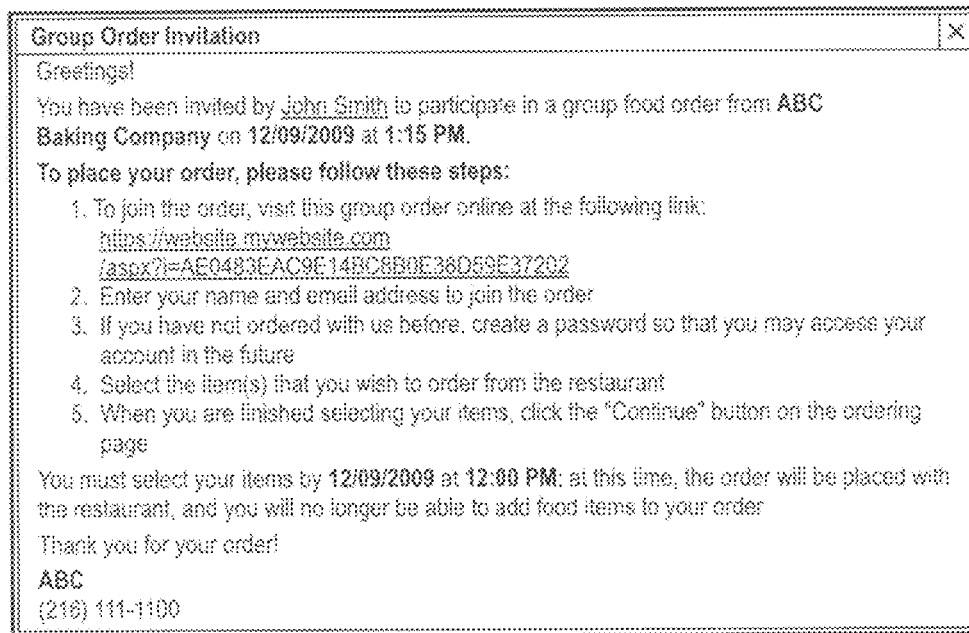 Group Order Invitation
Greetings!
You have been invited by John Smith to participate in a group food order from ABC
Baking Company on 12/09/2009 at 1:15 PM.
To place your order, please follow these steps:
1. To join the order, visit this group order online at the following link:
https://website.mywebsite.com
/aspx?i=AE0483EAC9E14BC8B0E38D59E37202
2. Enter your name and email address to join the order
3. If you have not ordered with us before, create a password so that you may access your
account in the future
4. Select the item(s) that you wish to order from the restaurant
5. When you are finished selecting your items, click the "Continue" button on the ordering
page
You must select your items by 12/09/2009 at 12:00 PM; at this time, the order will be placed with
the restaurant, and you will no longer be able to add food items to your order
Thank you for your order!
ABC
(216) 111-1100